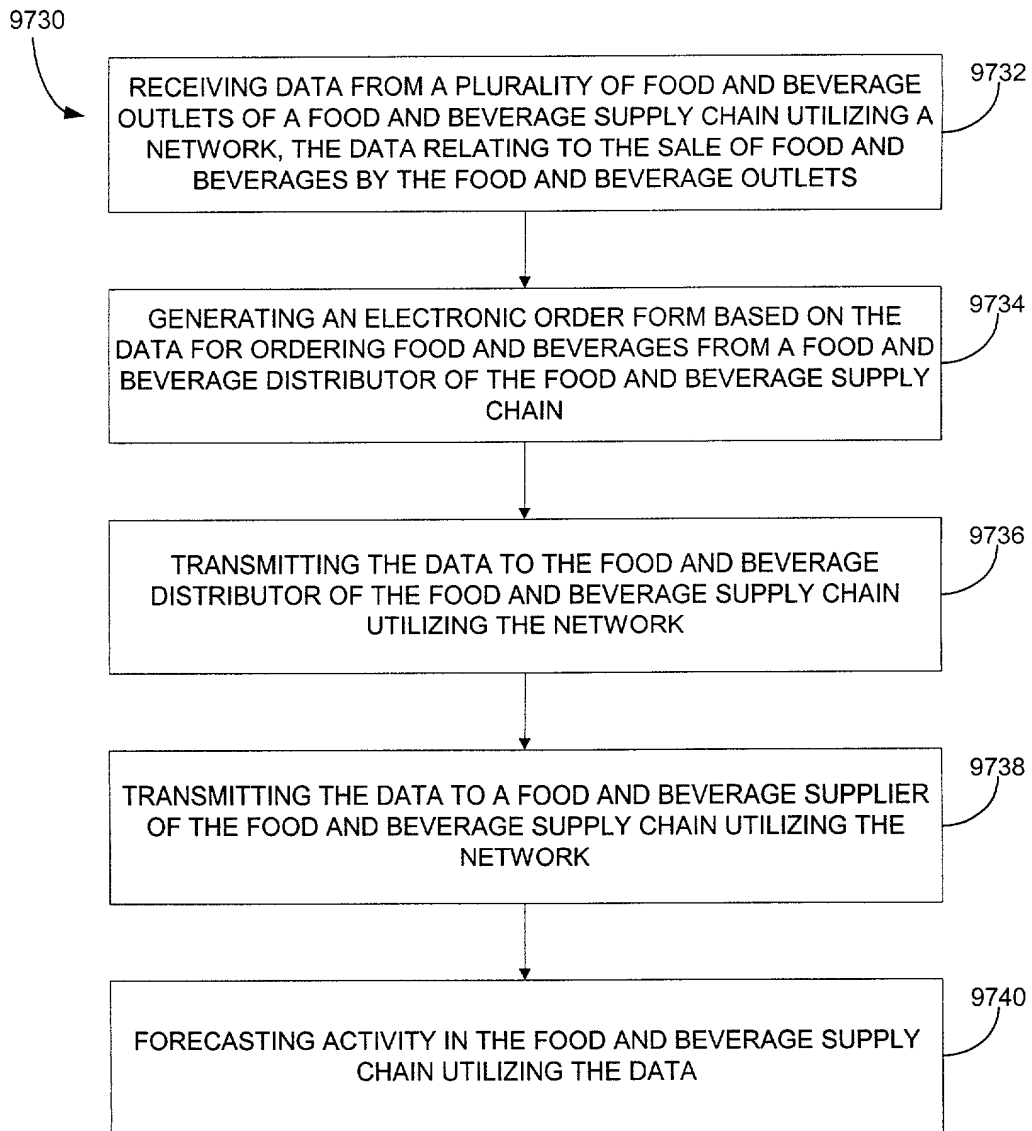 9730
9732
RECEIVING DATA FROM A PLURALITY OF FOOD AND BEVERAGE
OUTLETS OF A FOOD AND BEVERAGE SUPPLY CHAIN UTILIZING A
NETWORK, THE DATA RELATING TO THE SALE OF FOOD AND
BEVERAGES BY THE FOOD AND BEVERAGE OUTLETS
9734
GENERATING AN ELECTRONIC ORDER FORM BASED ON THE
DATA FOR ORDERING FOOD AND BEVERAGES FROM A FOOD AND
BEVERAGE DISTRIBUTOR OF THE FOOD AND BEVERAGE SUPPLY
CHAIN
9736
TRANSMITTING THE DATA TO THE FOOD AND BEVERAGE
DISTRIBUTOR OF THE FOOD AND BEVERAGE SUPPLY CHAIN
UTILIZING THE NETWORK
9738
TRANSMITTING THE DATA TO A FOOD AND BEVERAGE SUPPLIER
OF THE FOOD AND BEVERAGE SUPPLY CHAIN UTILIZING THE
NETWORK
9740
FORECASTING ACTIVITY IN THE FOOD AND BEVERAGE SUPPLY
CHAIN UTILIZING THE DATA